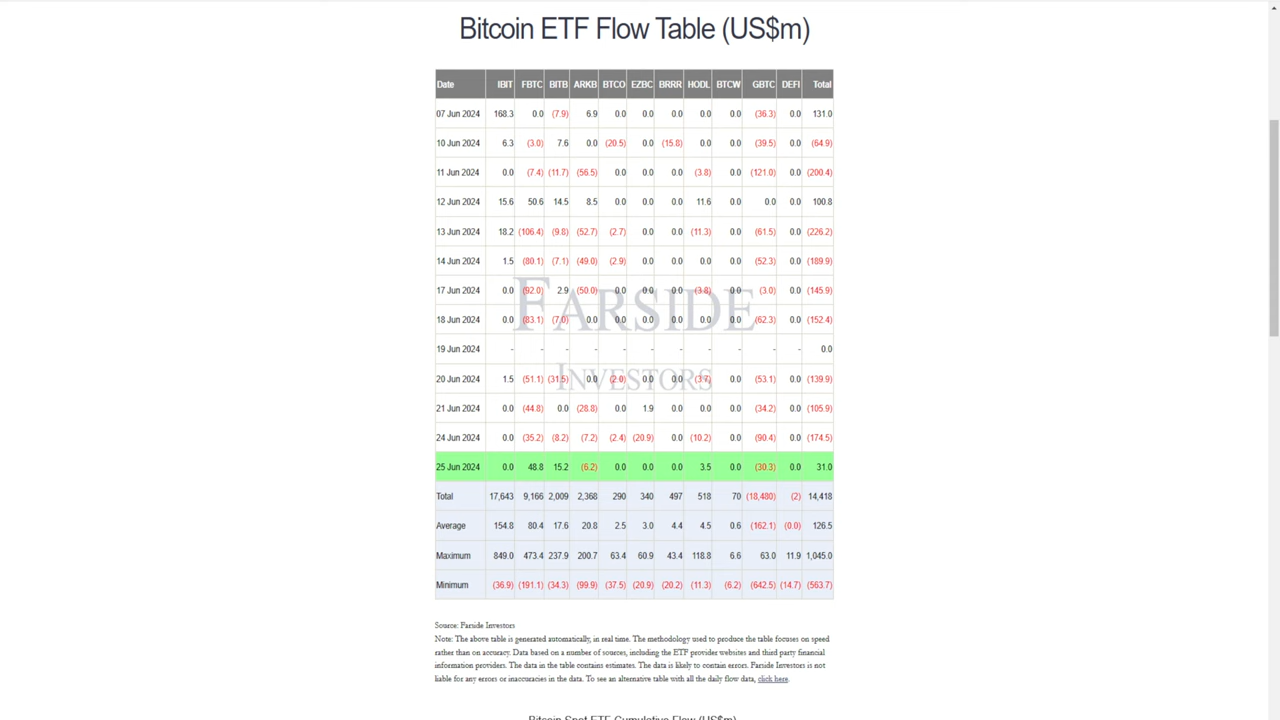 Bitcoin ETF Flow Table (US$m)
Date IBIT FBTC BITB ARKB BTCO EZBC BRRR HODL BTCW GBTC DEFI Total
07 Jun 2024 168.3 0.0 (7.9) 6.9 0.0 0.0 0.0 0.0 0.0 (36.3) 0.0 131.0
10 Jun 2024 6.3 (3.0) 7.6 0.0 (20.5) 0.0 (15.8) 0.0 0.0 (39.5) 0.0 (64.9)
11 Jun 2024 0.0 (7.4) (11.7) (56.5) 0.0 0.0 0.0 (3.8) 0.0 (121.0) 0.0 (200.4)
12 Jun 2024 15.6 50.6 14.5 8.5 0.0 0.0 0.0 11.6 0.0 0.0 0.0 100.8
13 Jun 2024 18.2 (106.4) (9.8) (52.7) (2.7) 0.0 0.0 (11.3) 0.0 (61.5) 0.0 (226.2)
14 Jun 2024 1.5 (80.1) (7.1) (49.0) (2.9) 0.0 0.0 0.0 0.0 (52.3) 0.0 (189.9)
17 Jun 2024 0.0 (92.0) 2.9 (50.0) 0.0 0.0 0.0 (3.8) 0.0 (3.0) 0.0 (145.9)
FARSIDE
18 Jun 2024 0.0 (83.1) (7.0) 0.0 0.0 0.0 0.0 0.0 0.0 (62.3) 0.0 (152.4)
19 Jun 2024 - - - - - - - - - - - 0.0
20 Jun 2024 1.5 (51.1) (31.5) 0.0 (2.0) 0.0 0.0 (3.7) 0.0 (53.1) 0.0 (139.9)
INVESTORS
21 Jun 2024 0.0 (44.8) 0.0 (28.8) 0.0 1.9 0.0 0.0 0.0 (34.2) 0.0 (105.9)
24 Jun 2024 0.0 (35.2) (8.2) (7.2) (2.4) (20.9) 0.0 (10.2) 0.0 (90.4) 0.0 (174.5)
25 Jun 2024 0.0 48.8 15.2 (6.2) 0.0 0.0 0.0 3.5 0.0 (30.3) 0.0 31.0
Total 17,643 9,166 2,009 2,368 290 340 497 518 70 (18,480) (2) 14,418
Average 154.8 80.4 17.6 20.8 2.5 3.0 4.4 4.5 0.6 (162.1) (0.0) 126.5
Maximum 849.0 473.4 237.9 200.7 63.4 60.9 43.4 118.8 6.6 63.0 11.9 1,045.0
Minimum (36.9) (191.1) (34.3) (99.9) (37.5) (20.9) (20.2) (11.3) (6.2) (642.5) (14.7) (563.7)
Source: Farside Investors
Note: The above table is generated automatically, in real time. The methodology used to produce the table focuses on speed
rather than on accuracy. Data based on a number of sources, including the ETF provider websites and third party financial
information providers. The data in the table contains estimates. The data is likely to contain errors. Farside Investors is not
liable for any errors or inaccuracies in the data. To see an alternative table with all the daily flow data, click here.
Bitcoin Spot ETF Cumulative Flow (US$m)